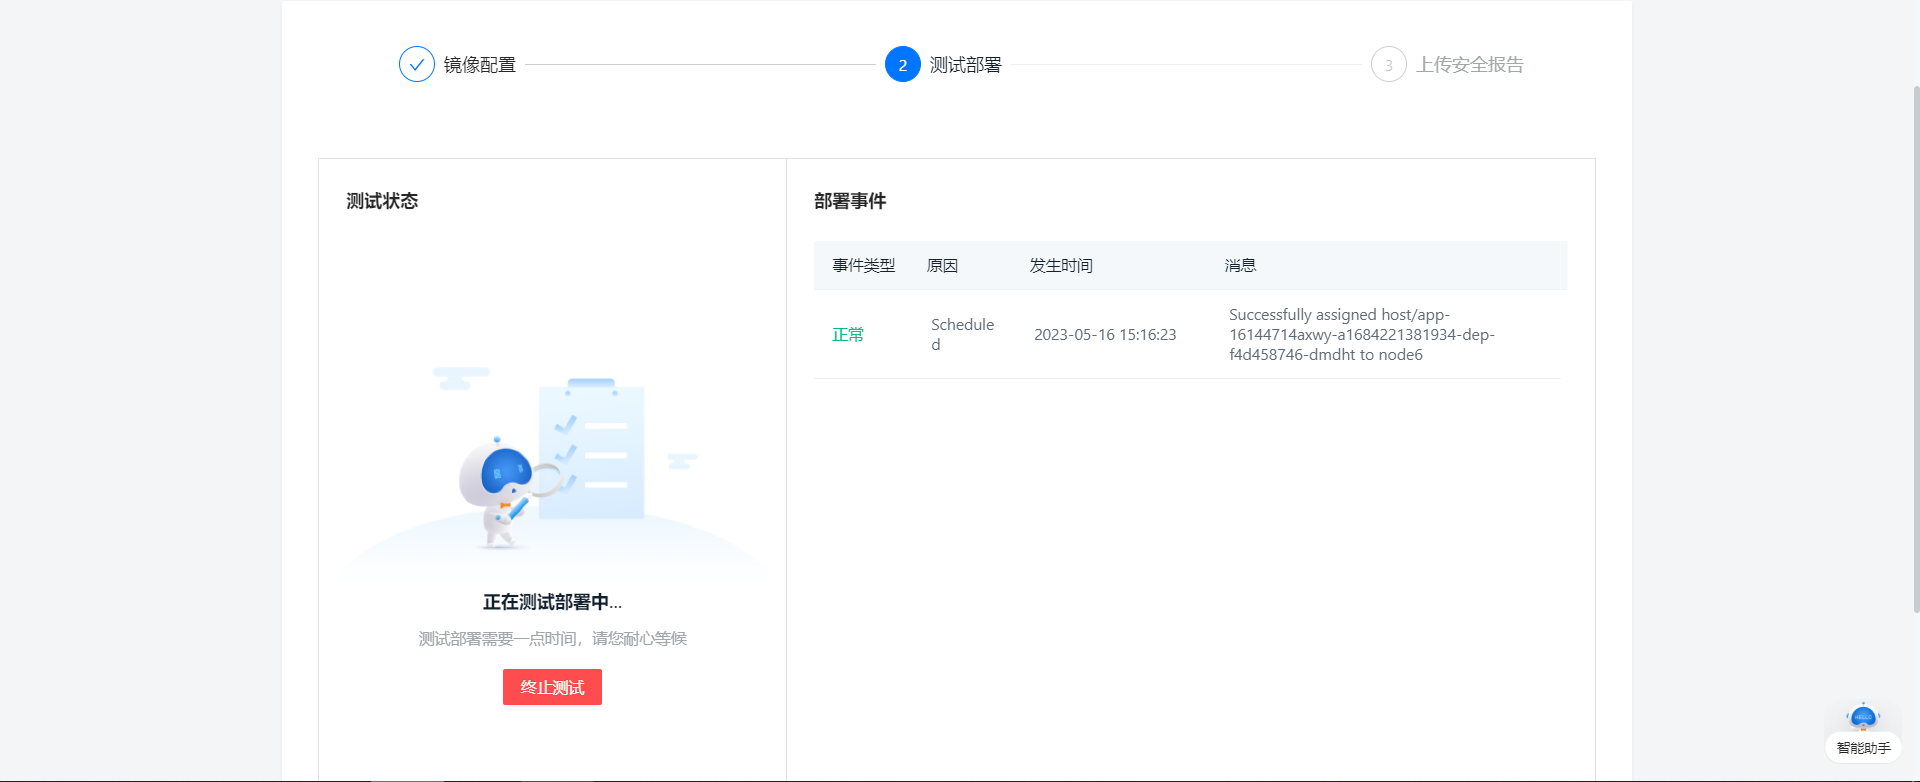 镜像配置
2 测试部署
3 上传安全报告
测试状态
部署事件
事件类型 原因 发生时间 消息
正常 Schedule
d 2023-05-16 15:16:23 Successfully assigned host/app-
16144714axwy-a1684221381934-dep-
f4d458746-dmdht to node6
正在测试部署中...
测试部署需要一点时间，请您耐心等候
终止测试
HELLO
智能助手